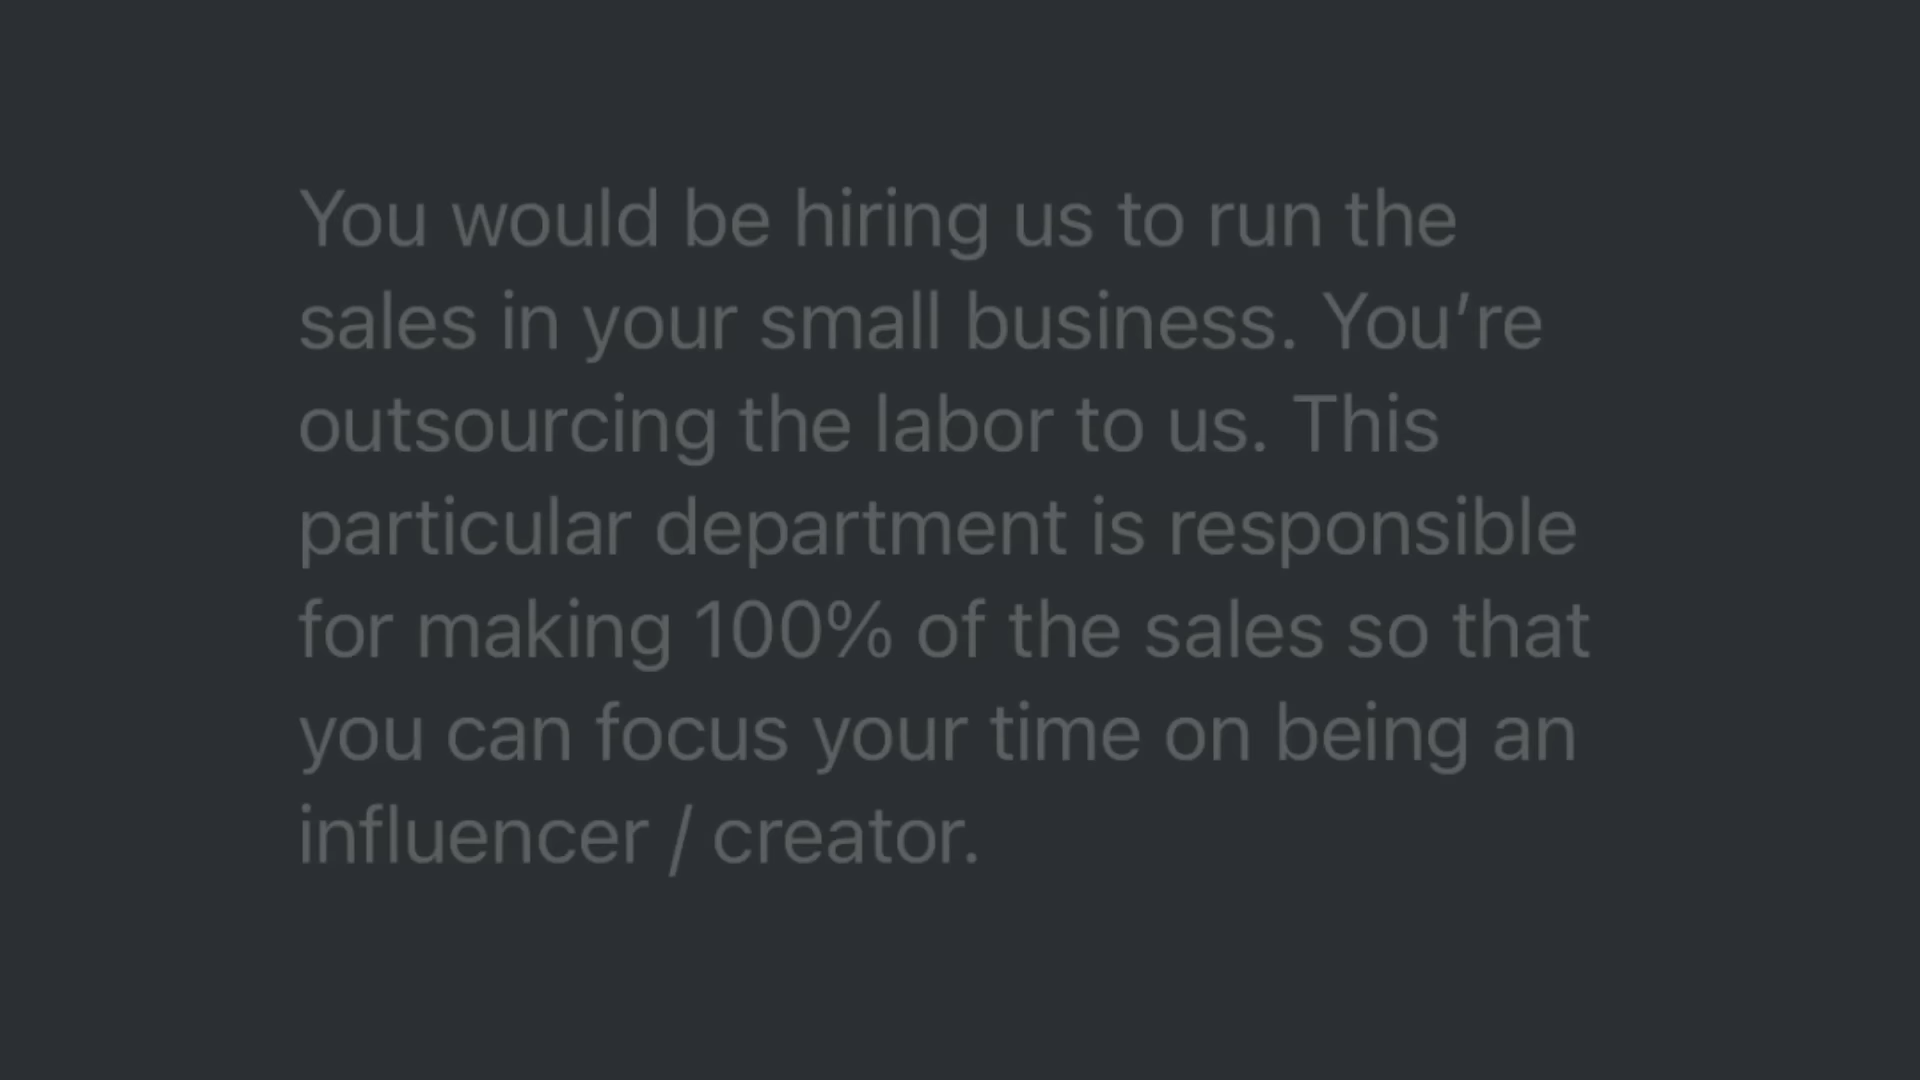 You would be hiring us to run the
sales in your small business. You’re
outsourcing the labor to us. This
particular department is responsible
for making 100% of the sales so that
you can focus your time on being an
influencer / creator.